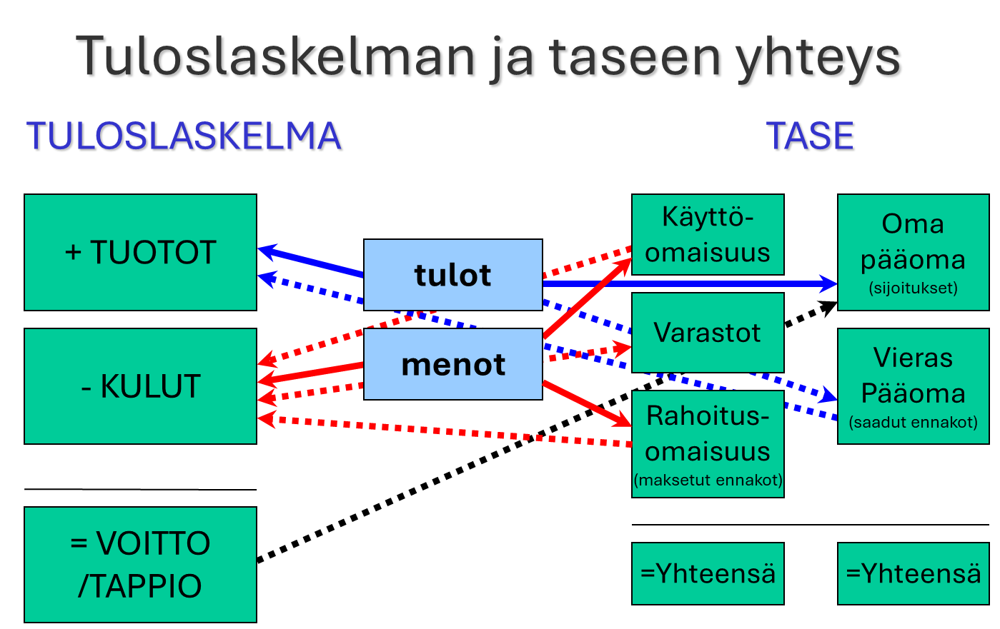 Tuloslaskelman ja taseen yhteys
TULOSLASKELMA
TASE
+ TUOTOT
- KULUT
= VOITTO
/TAPPIO
tulot
menot
Käyttö-
omaisuus
Varastot
Rahoitus-
omaisuus
(maksetut ennakot)
=Yhteensä
Oma
pääoma
(sijoitukset)
Vieras
Pääoma
(saadut ennakot)
=Yhteensä